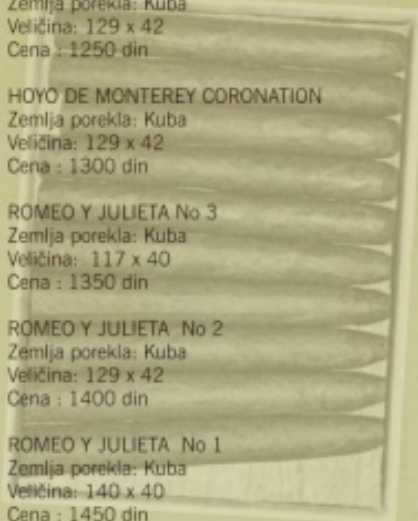 Zemlja porekla: Kuba
Veličina: 129 x 42
Cena : 1250 din
HOYO DE MONTEREY CORONATION
Zemlja porekla: Kuba
Veličina: 129 x 42
Cena : 1300 din
ROMEO Y JULIETA No 3
Zemlja porekla: Kuba
Veličina: 117 x 40
Cena : 1350 din
ROMEO Y JULIETA No 2
Zemlja porekla: Kuba
Veličina: 129 x 42
Cena : 1400 din
ROMEO Y JULIETA No 1
Zemlja porekla: Kuba
Veličina: 140 x 40
Cena : 1450 din